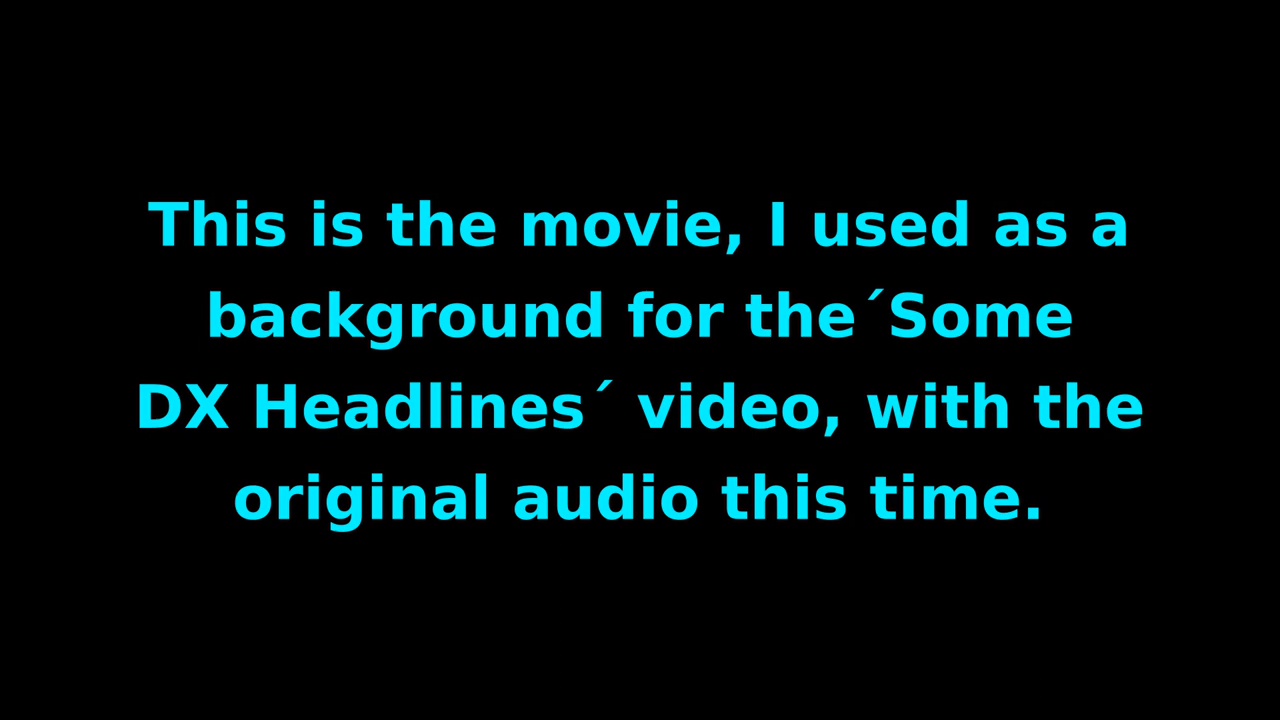 This is the movie, I used as a
background for the´Some
DX Headlines´ video, with the
original audio this time.